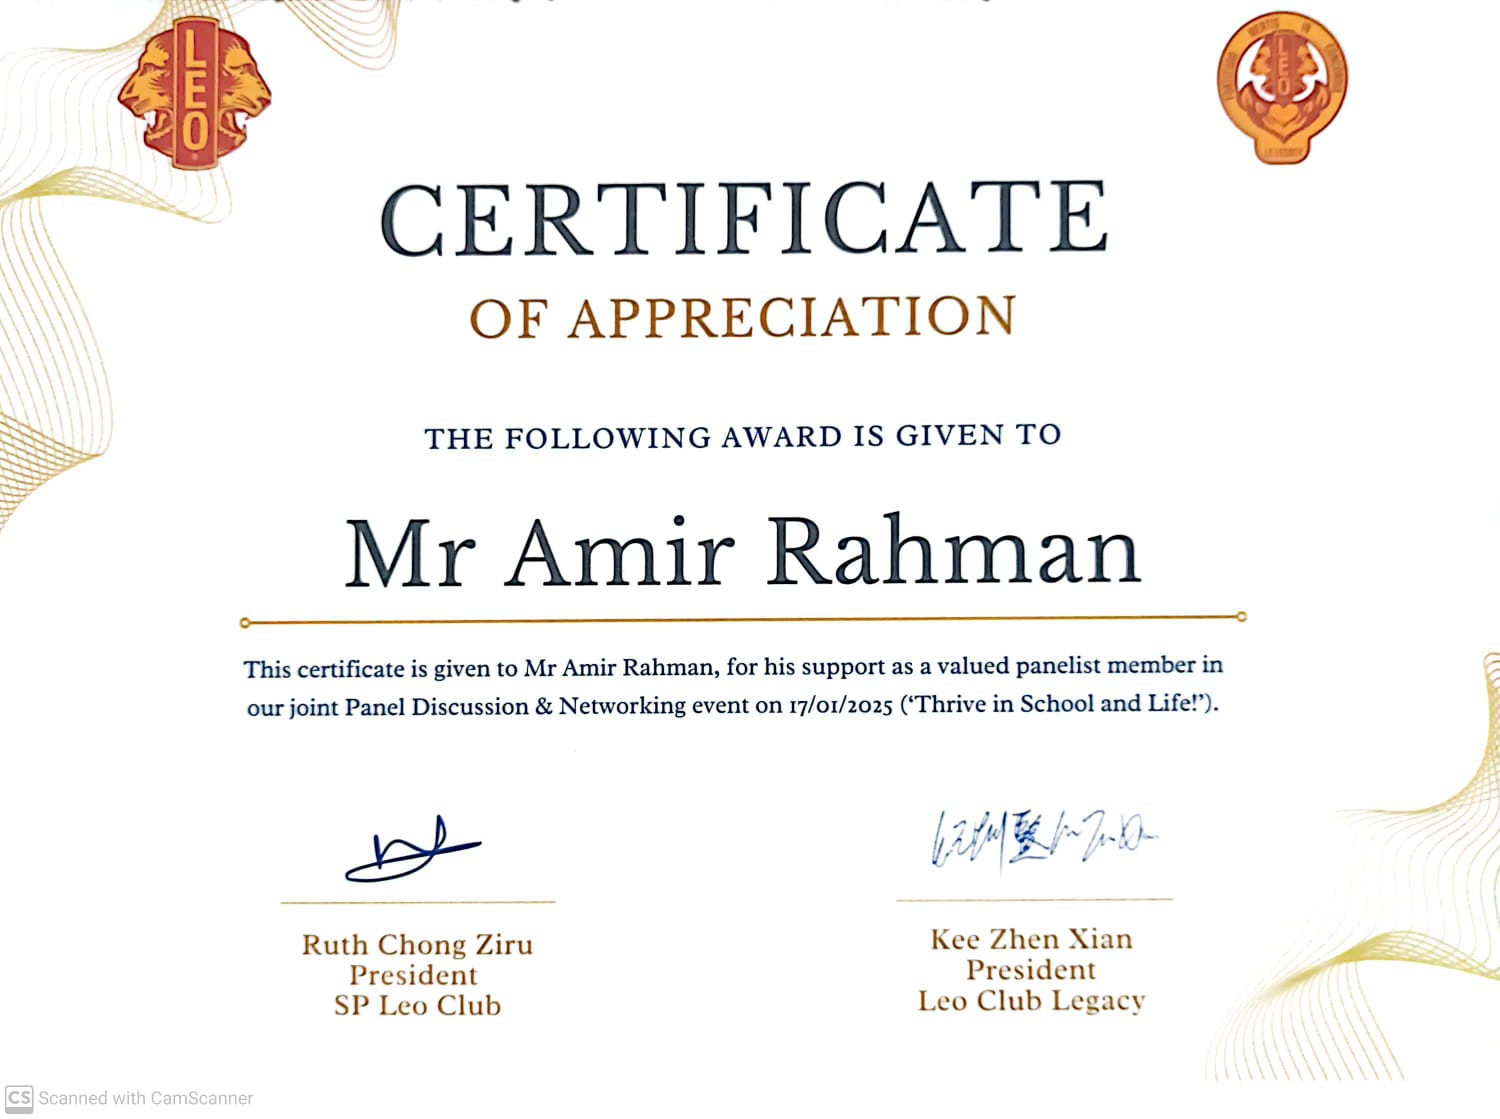 LEO
LEO
CERTIFICATE
OF APPRECIATION
THE FOLLOWING AWARD IS GIVEN TO
Mr Amir Rahman
This certificate is given to Mr Amir Rahman, for his support as a valued panelist member in
our joint Panel Discussion & Networking event on 17/01/2025 (‘Thrive in School and Life!’).
Ruth Chong Ziru
President
SP Leo Club
Kee Zhen Xian
President
Leo Club Legacy
CS Scanned with CamScanner